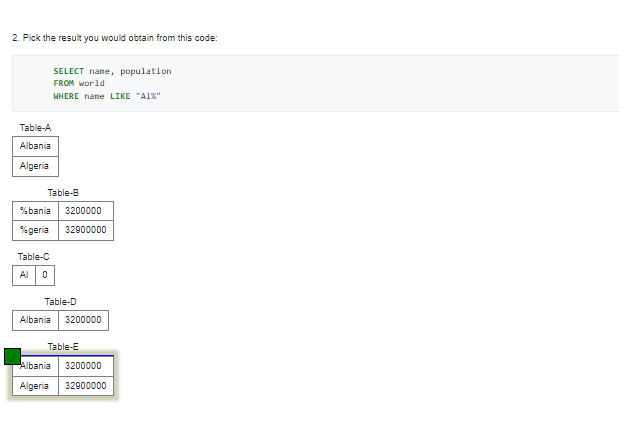 2. Pick the result you would obtain from this code:
SELECT name, population
FROM world
WHERE name LIKE "Al%"
Table-A
Albania
Algeria
Table-B
%bania 3200000
%geria 32900000
Table-C
Al 0
Table-D
Albania 3200000
Table-E
Albania 3200000
Algeria 32900000